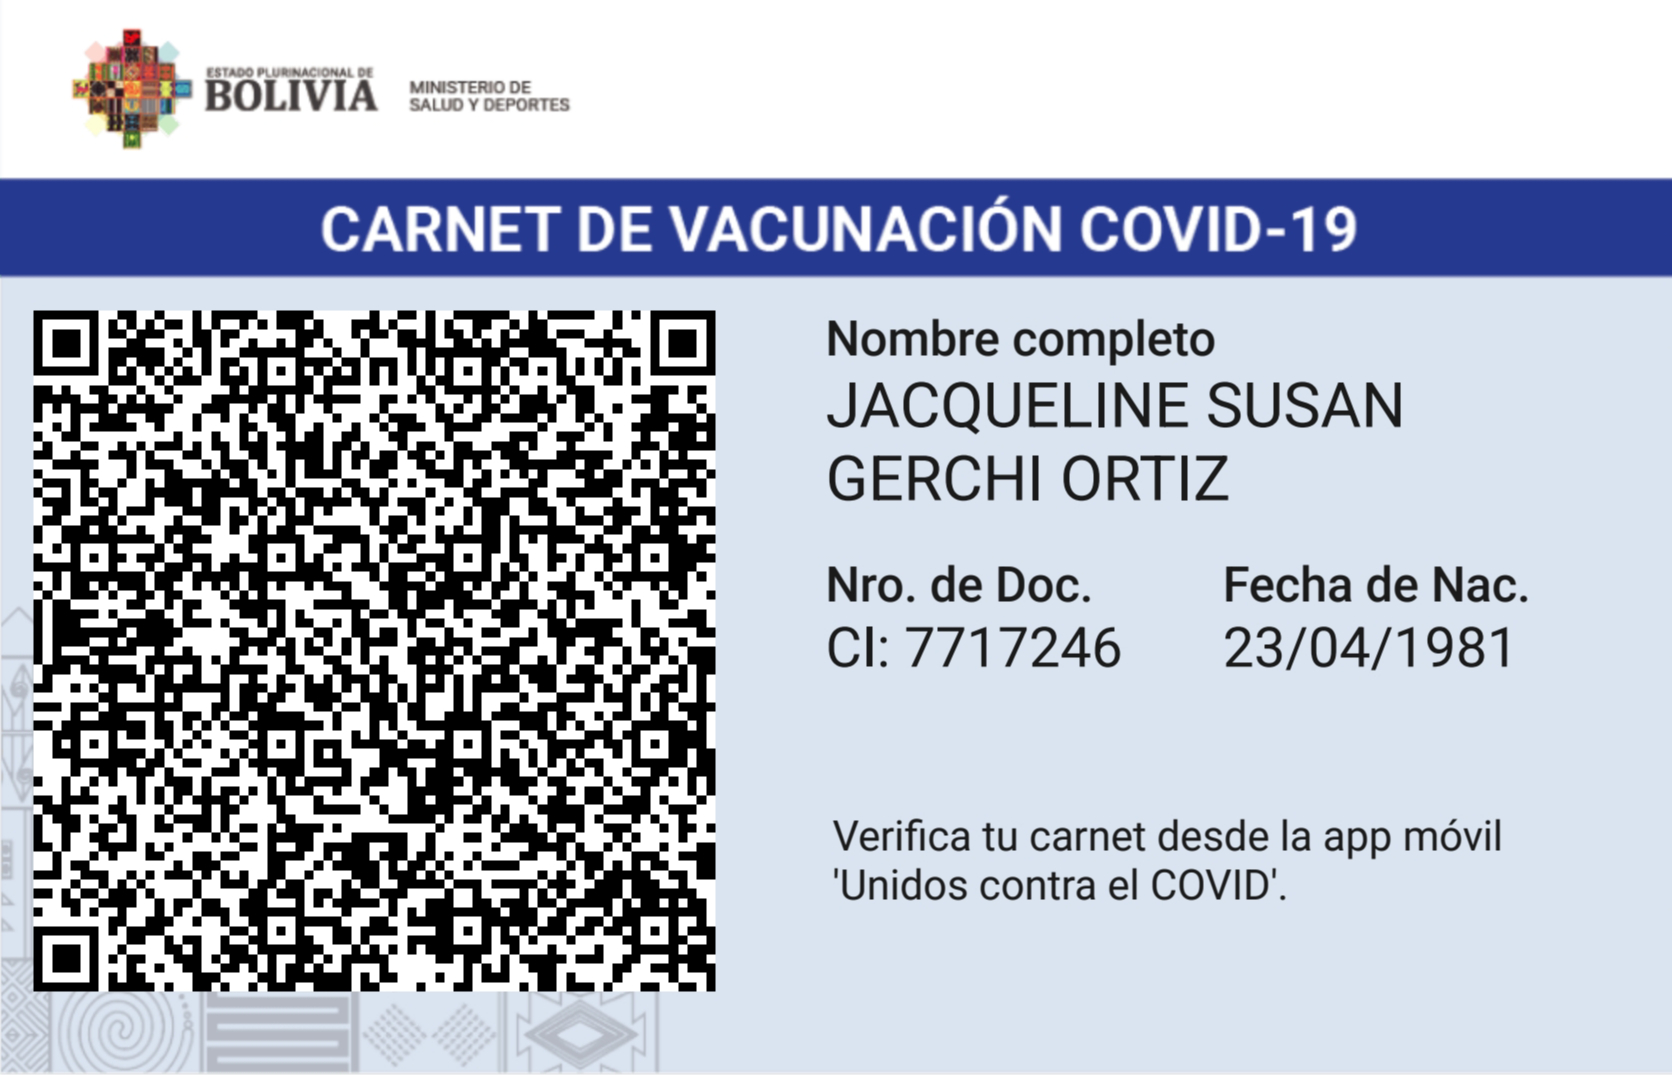 ESTADO PLURINACIONAL DE
BOLIVIA
MINISTERIO DE
SALUD Y DEPORTES
CARNET DE VACUNACIÓN COVID-19
Nombre completo
JACQUELINE SUSAN
GERCHI ORTIZ
Nro. de Doc.
CI: 7717246
Fecha de Nac.
23/04/1981
Verifica tu carnet desde la app móvil
'Unidos contra el COVID'.